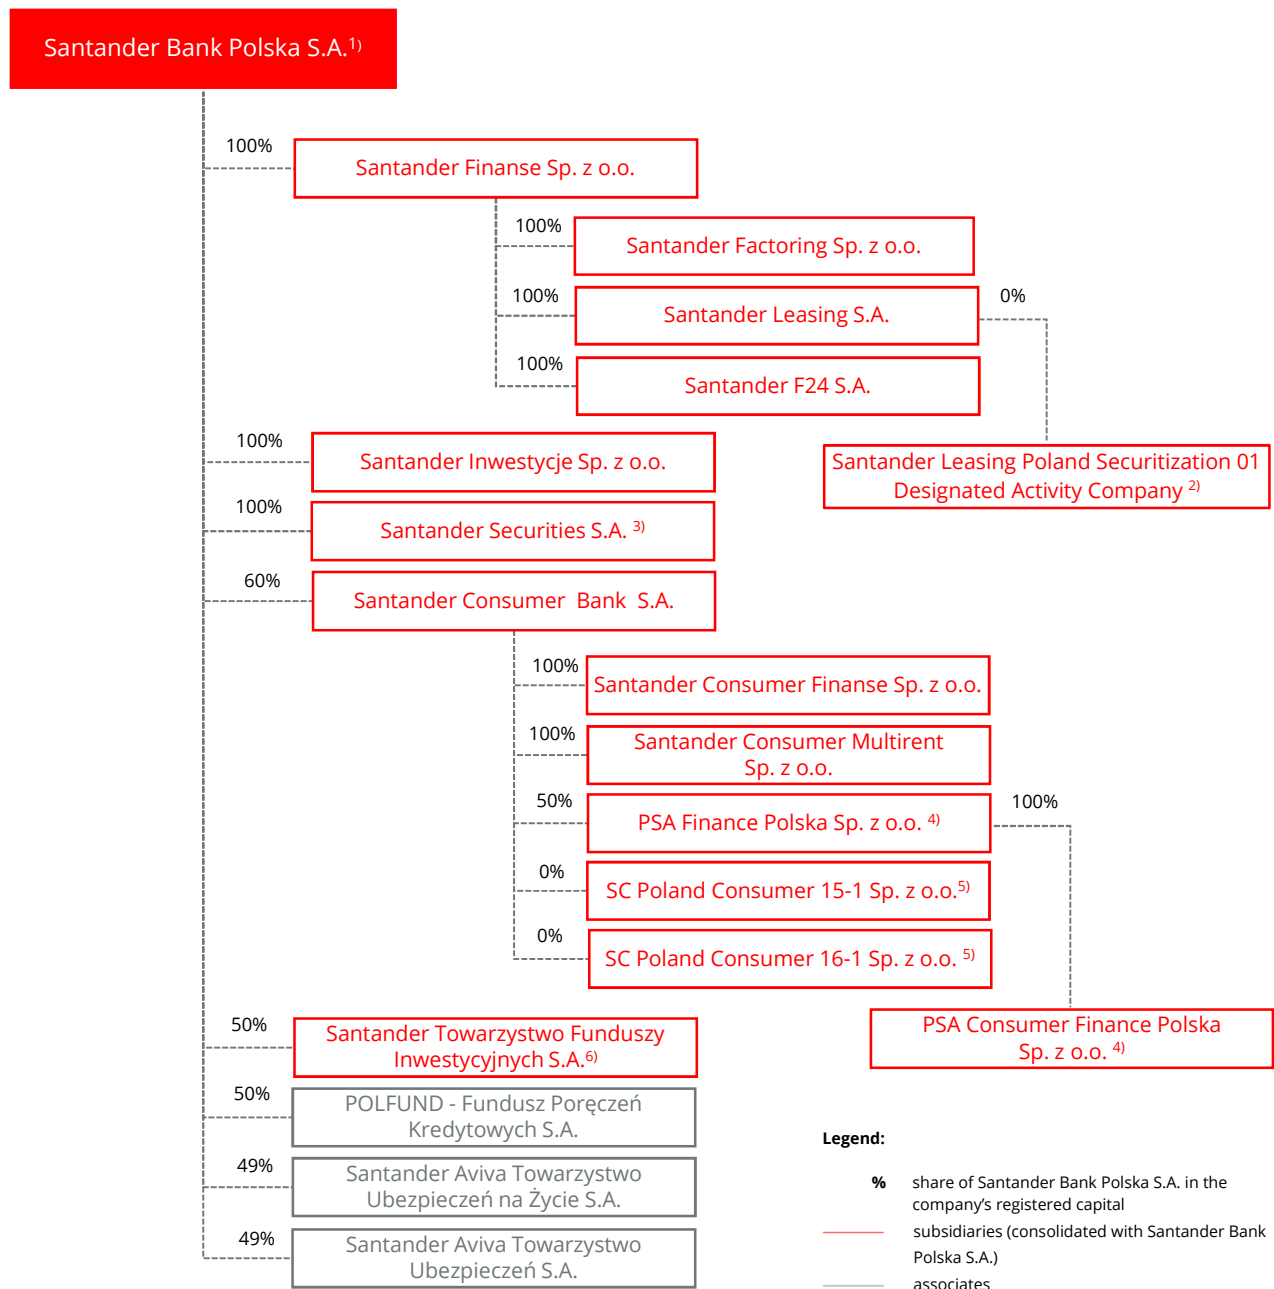 Santander Bank Polska S.A.1)
100%
Santander Finanse Sp. z o.o.
100%
Santander Factoring Sp. z o.o.
100%
Santander Leasing S.A.
0%
100%
Santander F24 S.A.
100%
Santander Inwestycje Sp. z o.o.
Santander Leasing Poland Securitization 01
Designated Activity Company 2)
100%
Santander Securities S.A. 3)
60%
Santander Consumer Bank S.A.
100%
Santander Consumer Finanse Sp. z o.o.
100%
Santander Consumer Multirent
Sp. z o.o.
50%
PSA Finance Polska Sp. z o.o. 4)
100%
0%
SC Poland Consumer 15-1 Sp. z o.o.5)
0%
SC Poland Consumer 16-1 Sp. z o.o. 5)
PSA Consumer Finance Polska
Sp. z o.o. 4)
50%
Santander Towarzystwo Funduszy
Inwestycyjnych S.A.6)
50%
POLFUND - Fundusz Poręczeń
Kredytowych S.A.
49%
Santander Aviva Towarzystwo
Ubezpieczeń na Życie S.A.
49%
Santander Aviva Towarzystwo
Ubezpieczeń S.A.
Legend:
% share of Santander Bank Polska S.A. in the
company's registered capital
subsidiaries (consolidated with Santander Bank
Polska S.A.)
associates